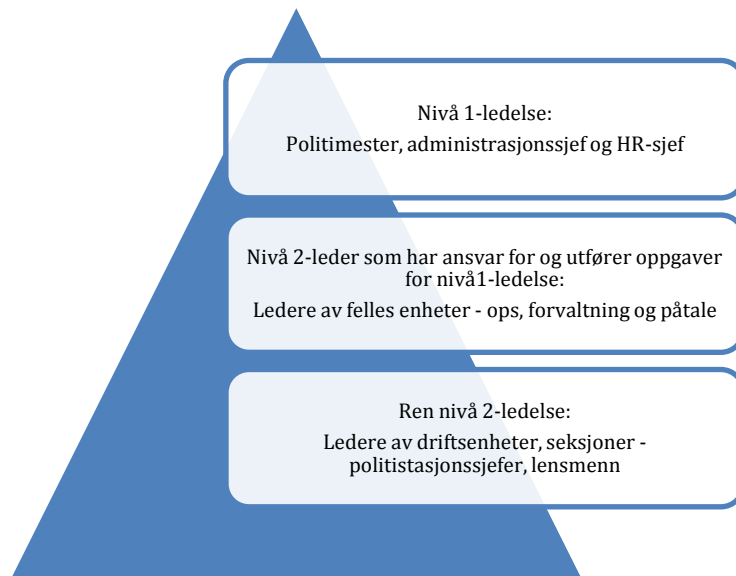 Nivå 1-ledelse:
Politimester, administrasjonssjef og HR-sjef
Nivå 2-leder som har ansvar for og utfører oppgaver
for nivå1-ledelse:
Ledere av felles enheter - ops, forvaltning og påtale
Ren nivå 2-ledelse:
Ledere av driftsenheter, seksjoner -
politistasjonssjefer, lensmenn